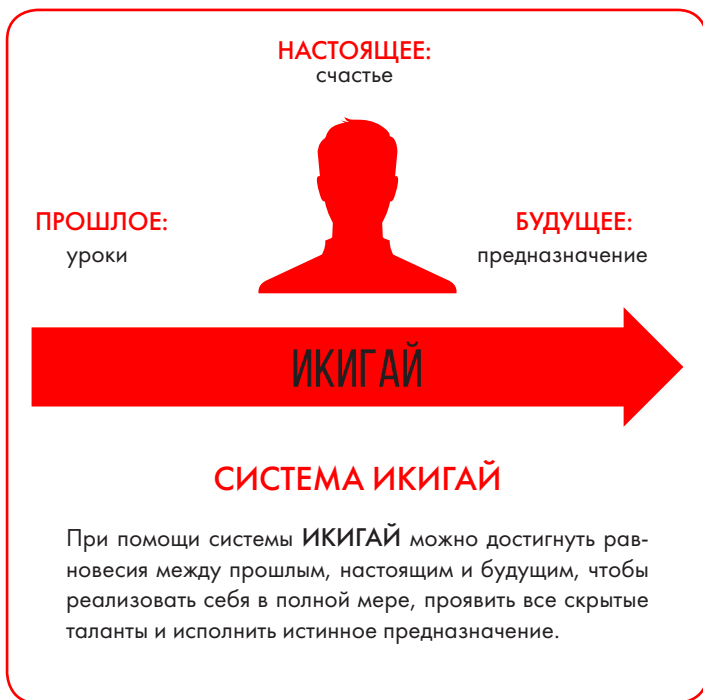 НАСТОЯЩЕЕ:
счастье
ПРОШЛОЕ:
уроки
БУДУЩЕЕ:
предназначение
ИКИГАЙ
СИСТЕМА ИКИГАЙ
При помощи системы ИКИГАЙ можно достигнуть рав-
новесия между прошлым, настоящим и будущим, чтобы
реализовать себя в полной мере, проявить все скрытые
таланты и исполнить истинное предназначение.